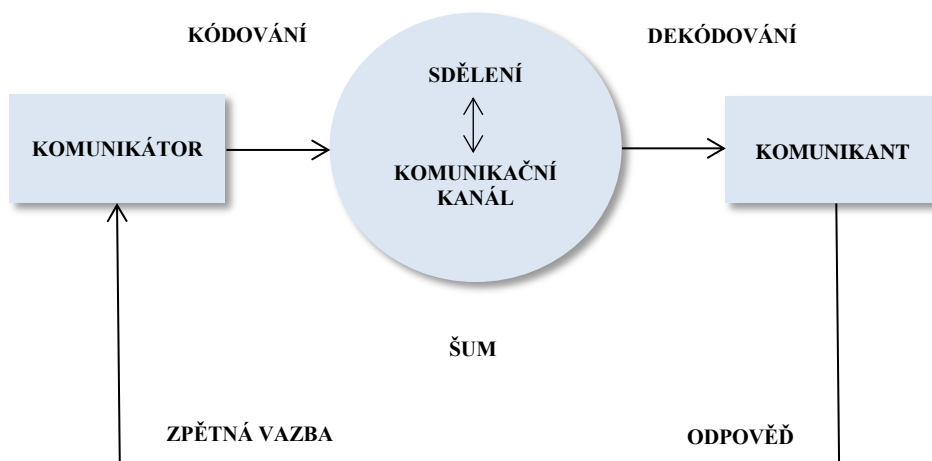 KÓDOVÁNÍ
DEKÓDOVÁNÍ
SDĚLENÍ
KOMUNIKÁTOR
KOMUNIKAČNÍ
KANÁL
KOMUNIKANT
ŠUM
ZPĚTNÁ VAZBA
ODPOVĚĎ